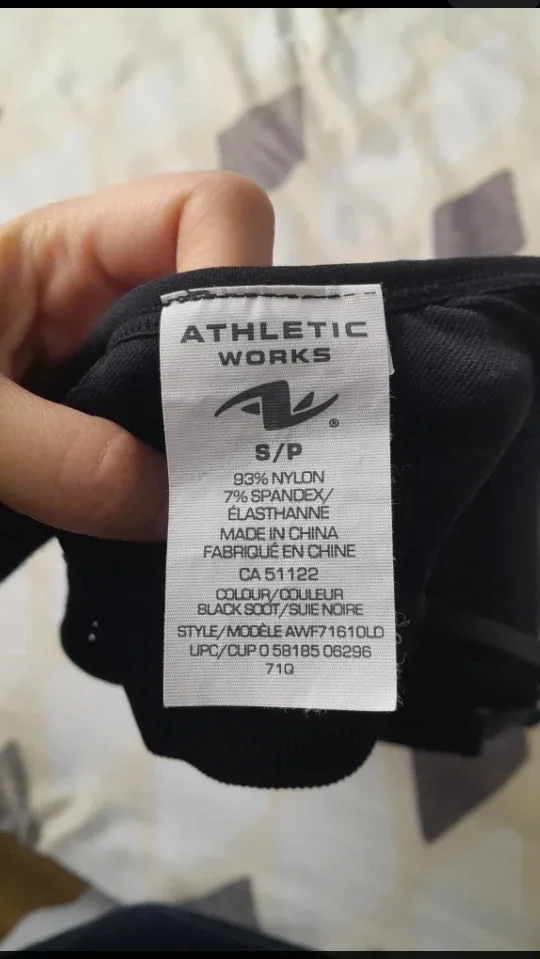 ATHLETIC
WORKS
®
S/P
93% NYLON
7% SPANDEX/
ÉLASTHANNE
MADE IN CHINA
FABRIQUÉ EN CHINE
CA 51122
COLOUR/COULEUR
BLACK SOOT/SUIE NOIRE
STYLE/MODÈLE AWF71610LD
UPC/CUP 0 58185 06296
71Q